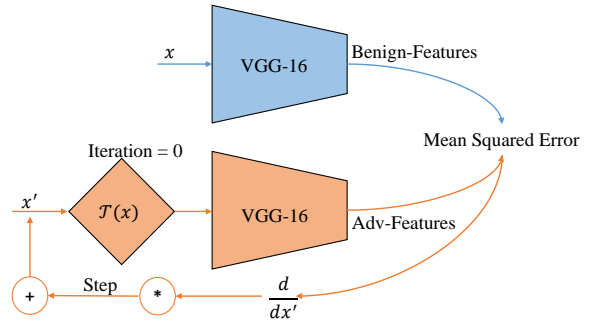 x
VGG-16
Benign-Features
Mean Squared Error
Iteration = 0
x′
𝒯(x)
VGG-16
Adv-Features
+
Step
*
d
dx′